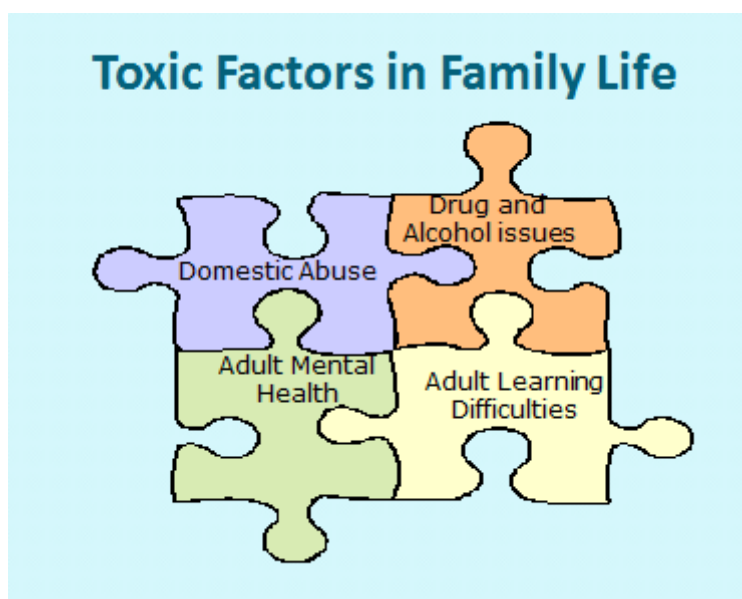 Toxic Factors in Family Life
Drug and
Alcohol issues
Domestic Abuse
Adult Mental
Health
Adult Learning
Difficulties